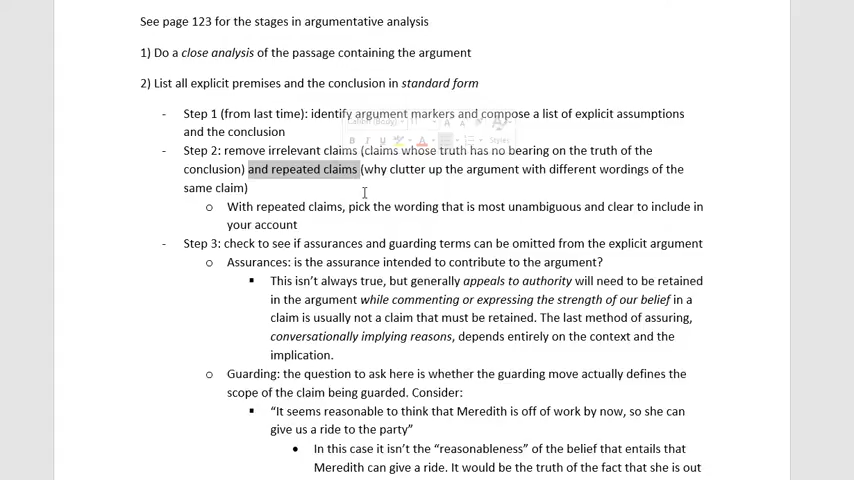 See page 123 for the stages in argumentative analysis
1) Do a close analysis of the passage containing the argument
2) List all explicit premises and the conclusion in standard form
- Step 1 (from last time): identify argument markers and compose a list of explicit assumptions
and the conclusion
- Step 2: remove irrelevant claims (claims whose truth has no bearing on the truth of the
conclusion) and repeated claims (why clutter up the argument with different wordings of the
same claim)
o With repeated claims, pick the wording that is most unambiguous and clear to include in
your account
- Step 3: check to see if assurances and guarding terms can be omitted from the explicit argument
o Assurances: is the assurance intended to contribute to the argument?
▪ This isn’t always true, but generally appeals to authority will need to be retained
in the argument while commenting or expressing the strength of our belief in a
claim is usually not a claim that must be retained. The last method of assuring,
conversationally implying reasons, depends entirely on the context and the
implication.
o Guarding: the question to ask here is whether the guarding move actually defines the
scope of the claim being guarded. Consider:
▪ “It seems reasonable to think that Meredith is off of work by now, so she can
give us a ride to the party”
• In this case it isn’t the “reasonableness” of the belief that entails that
Meredith can give a ride. It would be the truth of the fact that she is out